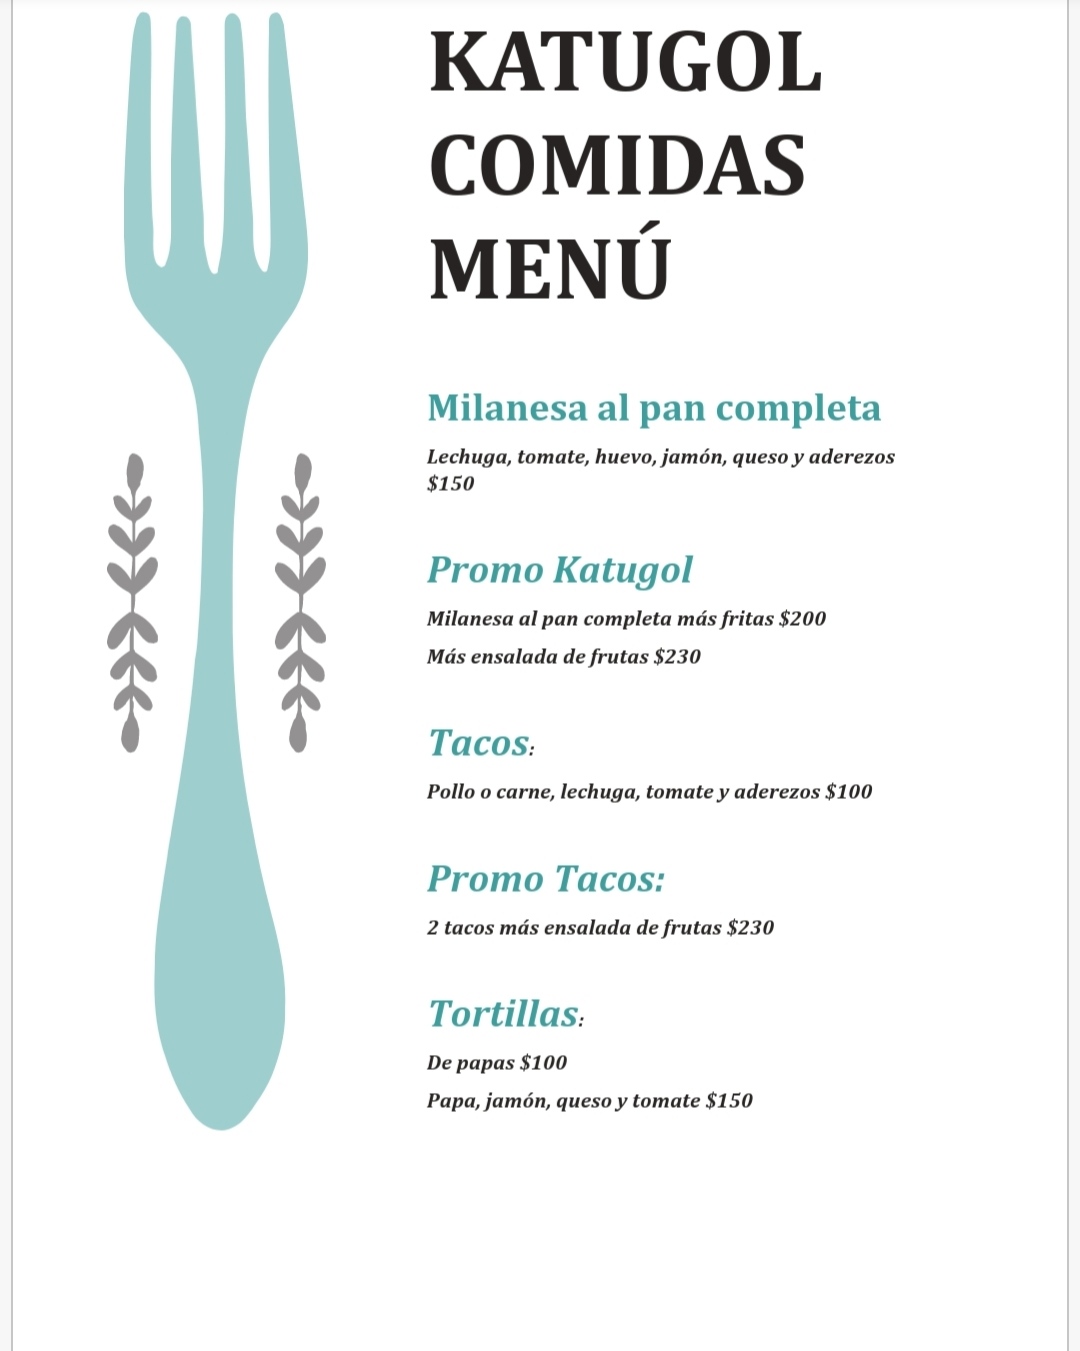 KATUGOL
COMIDAS
MENÚ
Milanesa al pan completa
Lechuga, tomate, huevo, jamón, queso y aderezos
$150
Promo Katugol
Milanesa al pan completa más fritas $200
Más ensalada de frutas $230
Tacos:
Pollo o carne, lechuga, tomate y aderezos $100
Promo Tacos:
2 tacos más ensalada de frutas $230
Tortillas:
De papas $100
Papa, jamón, queso y tomate $150